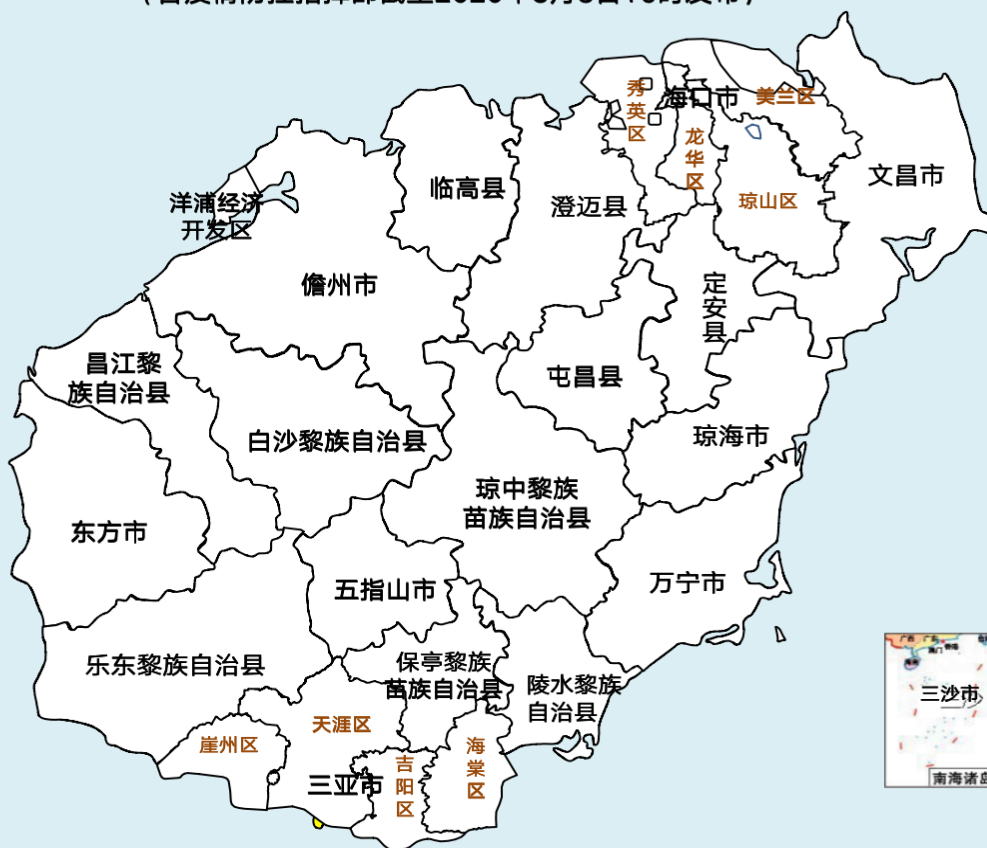 秀英区
海口市
美兰区
龙华区
琼山区
文昌市
临高县
澄迈县
洋浦经济
开发区
儋州市
定安县
昌江黎
族自治县
屯昌县
白沙黎族自治县
琼海市
琼中黎族
苗族自治县
东方市
五指山市
万宁市
乐东黎族自治县
保亭黎族
苗族自治县
陵水黎族
自治县
天涯区
崖州区
海棠区
吉阳区
三亚市
广西
广东
三沙市
南海诸岛